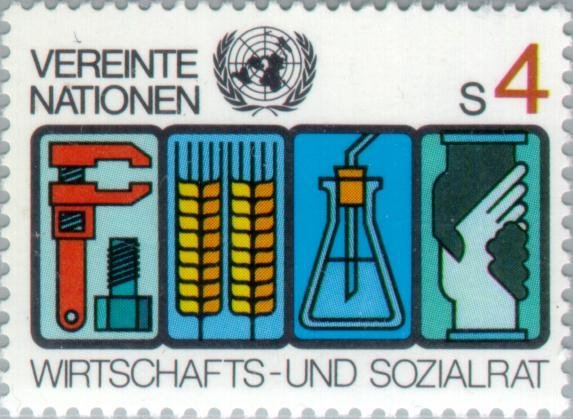 VEREINTE
NATIONEN
S 4
WIRTSCHAFTS-UND SOZIALRAT